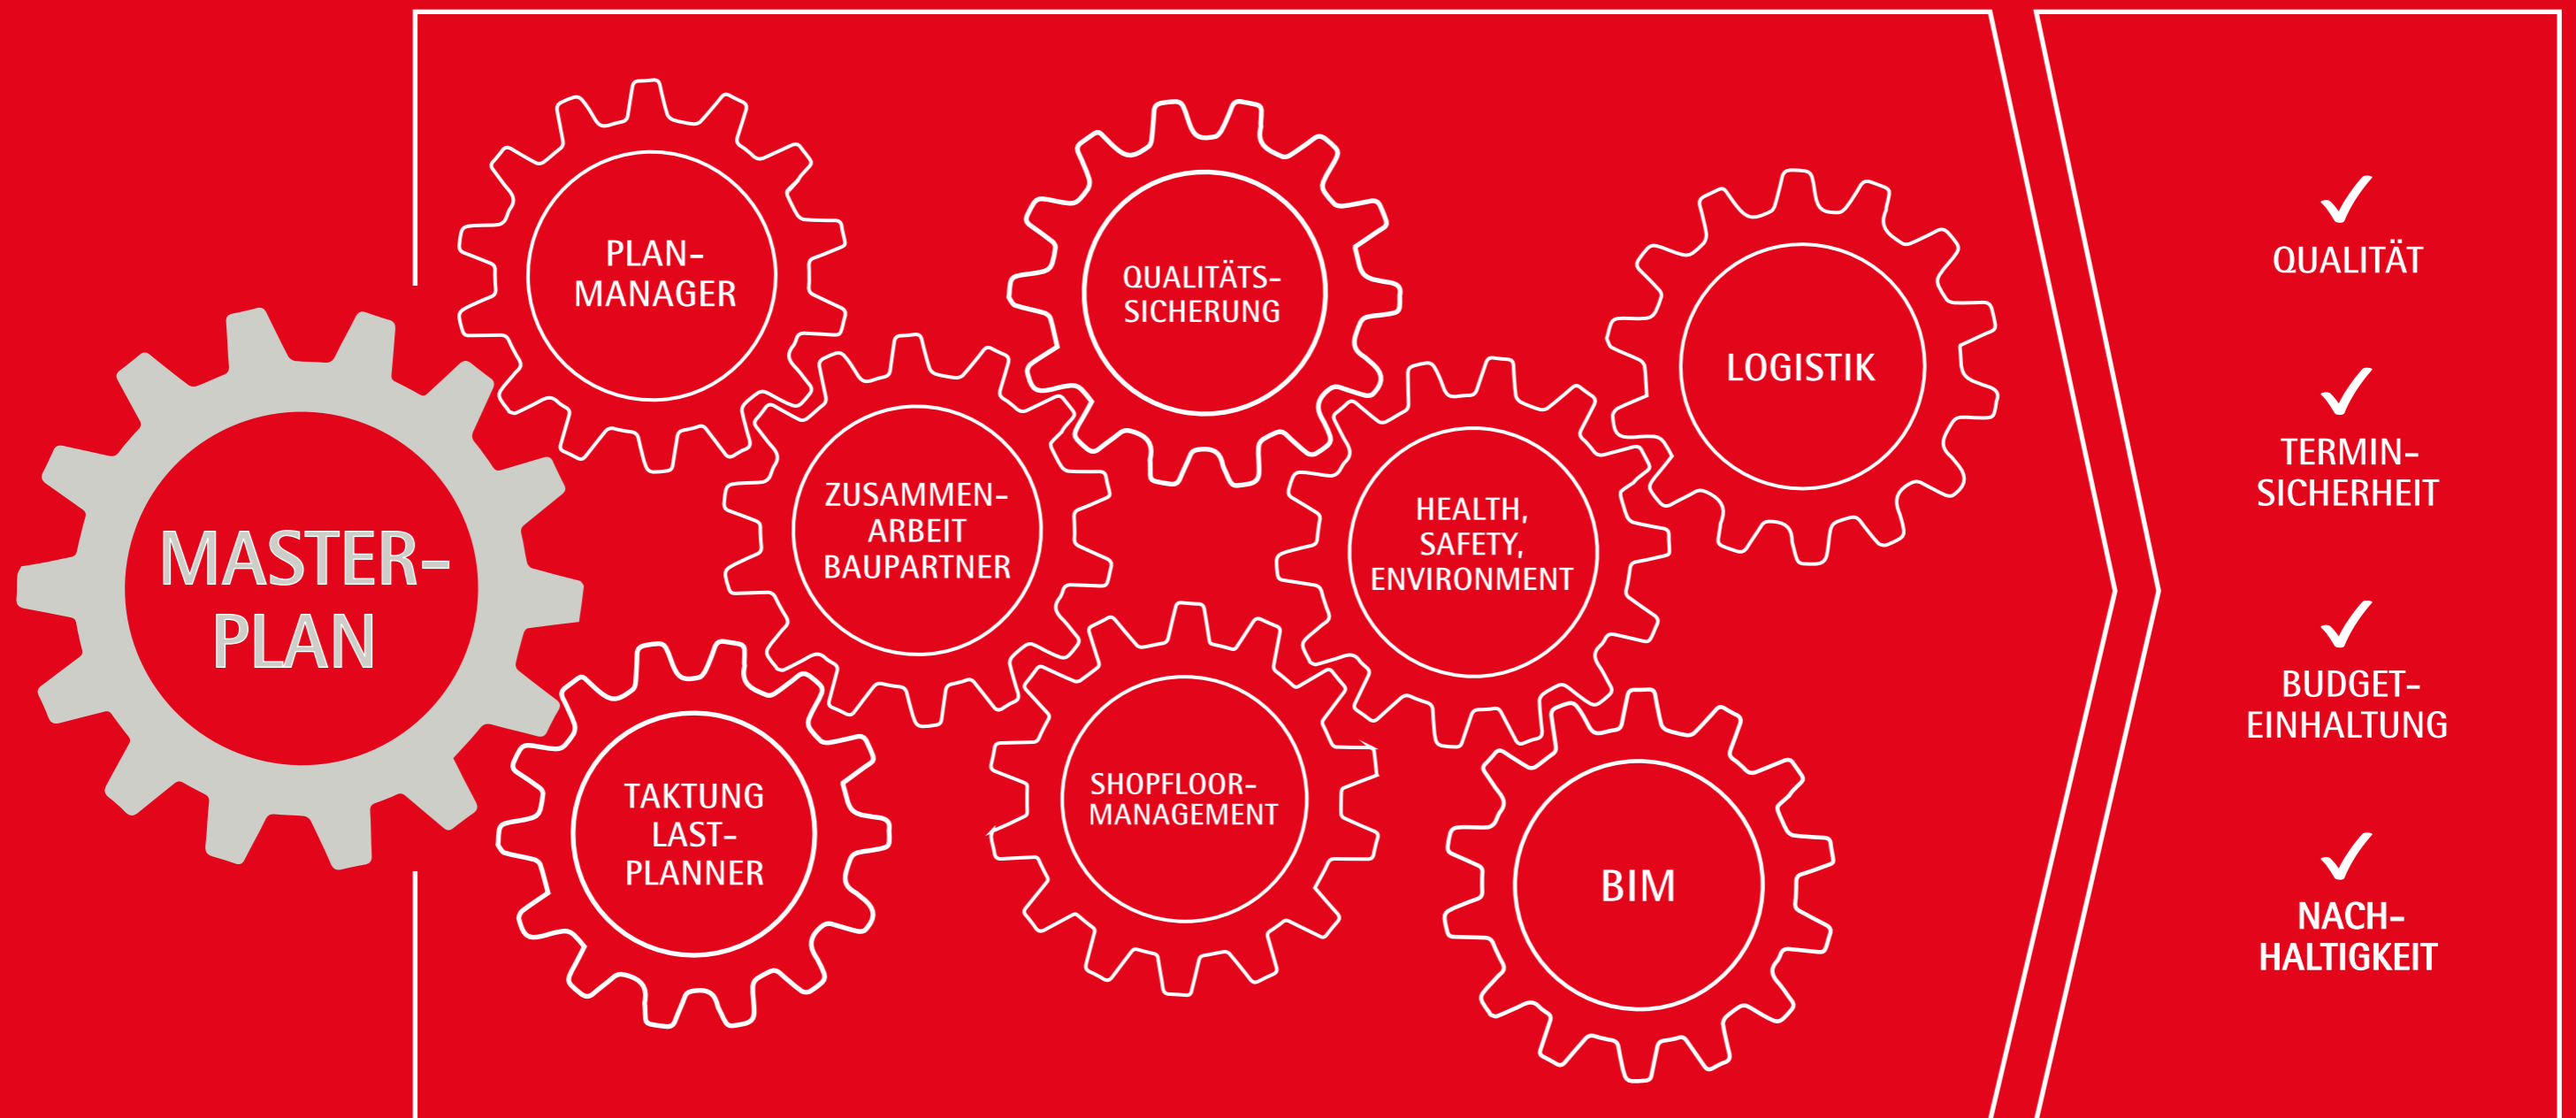 MASTER-
PLAN
PLAN-
MANAGER
QUALITÄTS-
SICHERUNG
LOGISTIK
ZUSAMMEN-
ARBEIT
BAUPARTNER
HEALTH,
SAFETY,
ENVIRONMENT
TAKTUNG
LAST-
PLANNER
SHOPFLOOR-
MANAGEMENT
BIM
QUALITÄT
TERMIN-
SICHERHEIT
BUDGET-
EINHALTUNG
NACH-
HALTIGKEIT